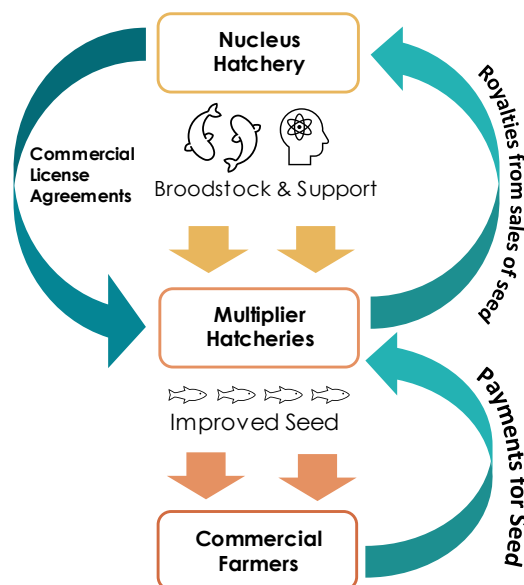 Nucleus
Hatchery
Commercial
License
Agreements
Broodstock & Support
Royalties from sales of seed
Multiplier
Hatcheries
Improved Seed
Payments for Seed
Commercial
Farmers